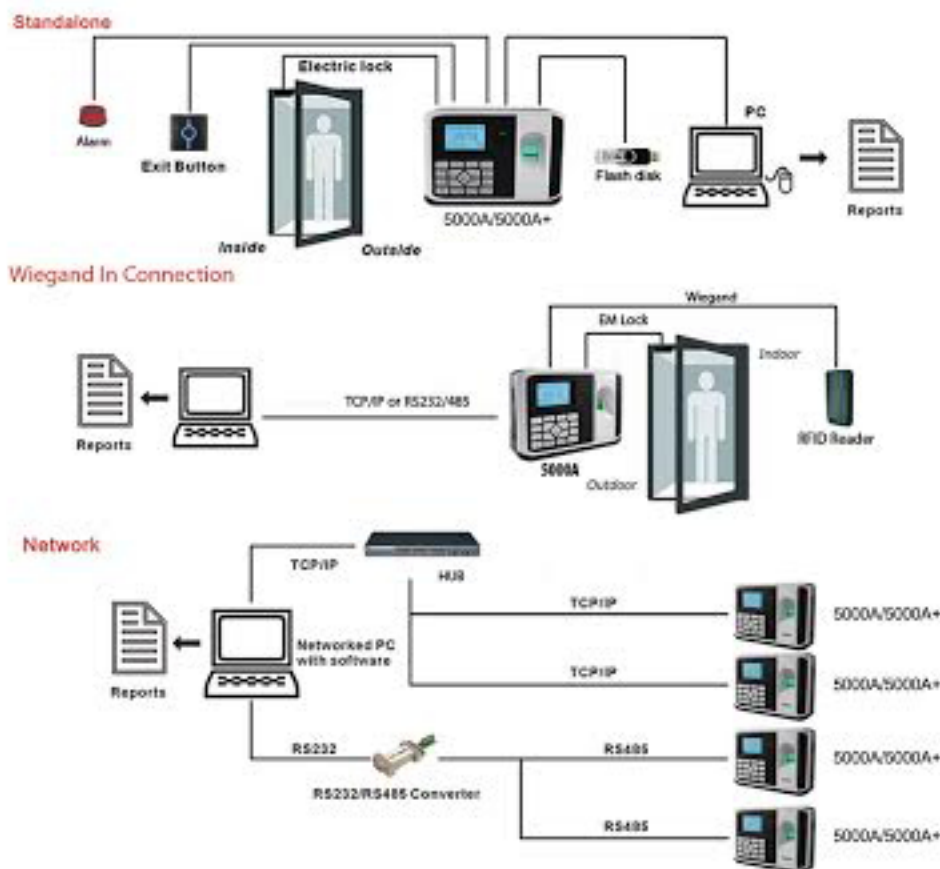 Standalone
Electric lock
PC
Alarm
Exit Button
Flash disk
5000A/5000A+
Reports
Inside
Outside
Wiegand In Connection
Wiegand
EM Lock
Indoor
TCP/IP or RS232/485
Reports
RFID Reader
5000A
Outdoor
Network
TCP/IP
HUB
TCP/IP
5000A/5000A+
Networked PC
with software
TCP/IP
5000A/5000A+
Reports
RS232
RS485
5000A/5000A+
RS232/RS485 Converter
RS485
5000A/5000A+